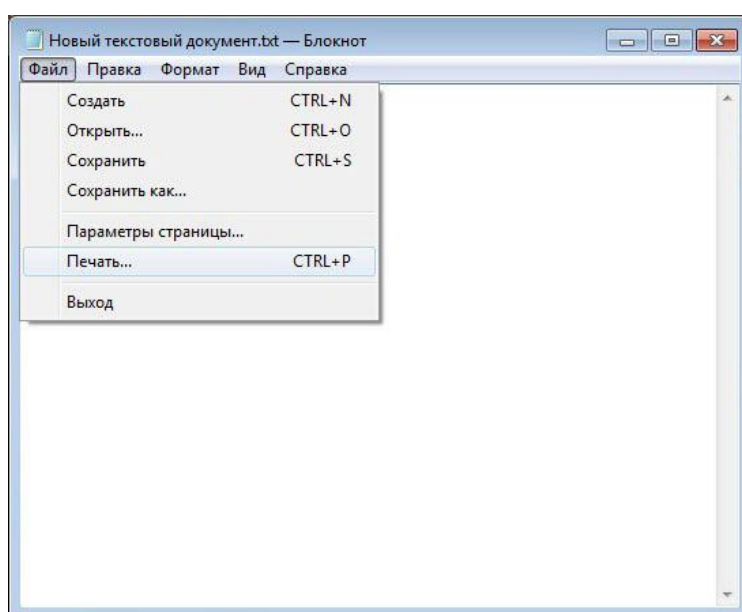 Новый текстовый документ.txt — Блокнот
Файл Правка Формат Вид Справка
Создать CTRL+N
Открыть... CTRL+O
Сохранить CTRL+S
Сохранить как...
Параметры страницы...
Печать... CTRL+P
Выход